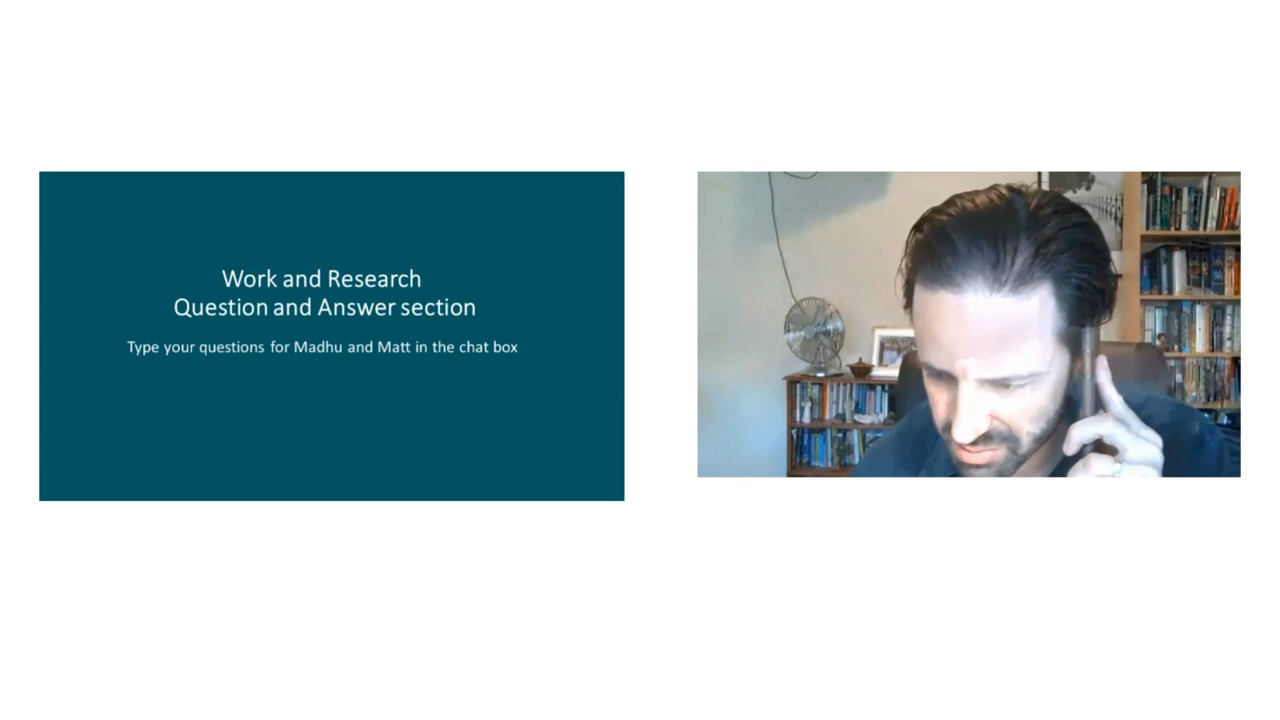 Work and Research
Question and Answer section
Type your questions for Madhu and Matt in the chat box